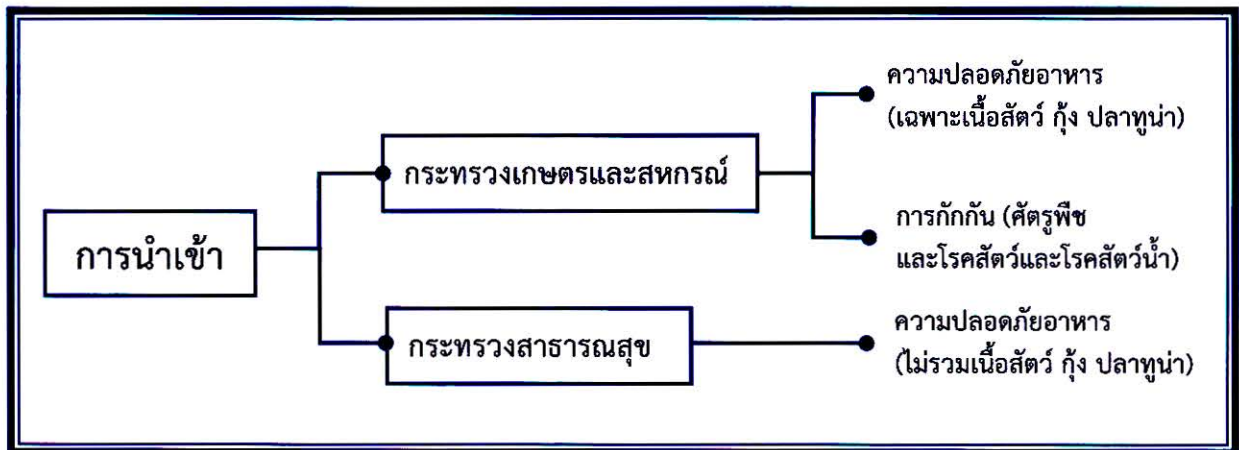 การนำเข้า
กระทรวงเกษตรและสหกรณ์
ความปลอดภัยอาหาร
(เฉพาะเนื้อสัตว์ กุ้ง ปลาทูน่า)
การกักกัน (ศัตรูพืช
และโรคสัตว์และโรคสัตว์น้ำ)
กระทรวงสาธารณสุข
ความปลอดภัยอาหาร
(ไม่รวมเนื้อสัตว์ กุ้ง ปลาทูน่า)